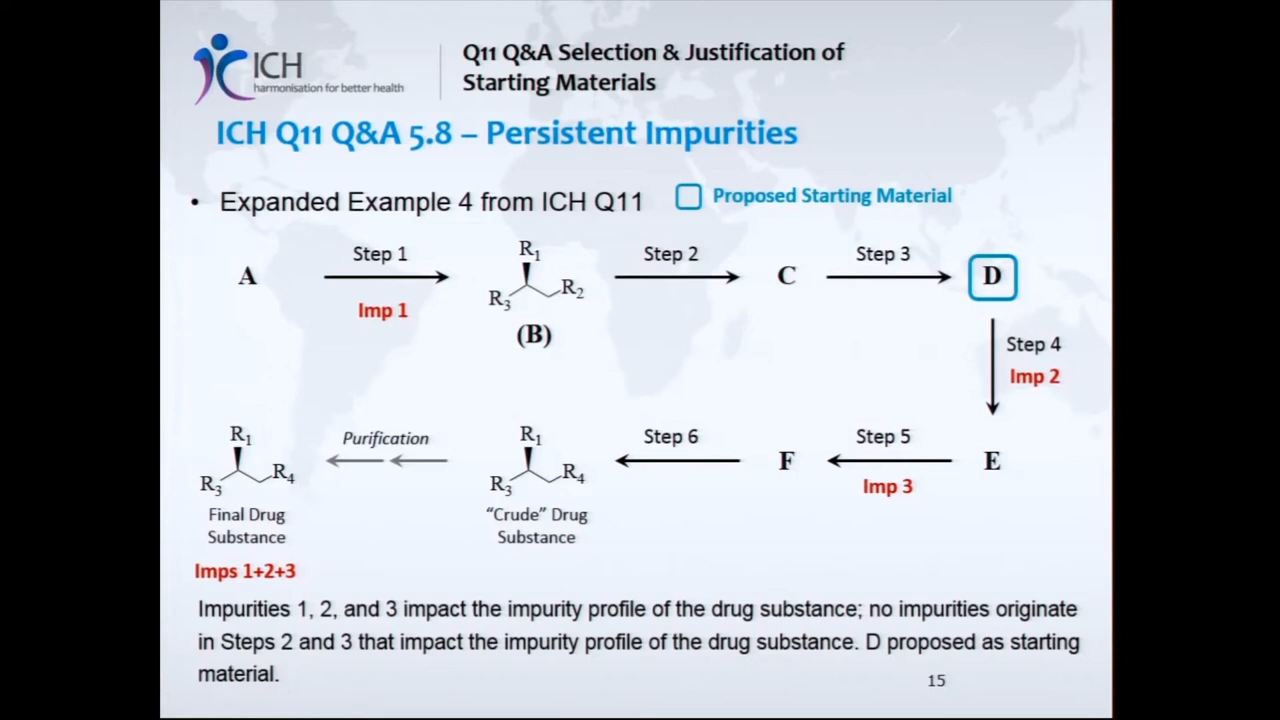 ICH
harmonisation for better health
Q11 Q&A Selection & Justification of
Starting Materials
ICH Q11 Q&A 5.8 – Persistent Impurities
• Expanded Example 4 from ICH Q11
Proposed Starting Material
A
Step 1
Imp 1
R1
R2
R3
(B)
Step 2
C
Step 3
D
Step 4
Imp 2
E
Step 5
Imp 3
F
Step 6
R1
R4
R3
“Crude” Drug
Substance
Purification
R1
R4
R3
Final Drug
Substance
Imps 1+2+3
Impurities 1, 2, and 3 impact the impurity profile of the drug substance; no impurities originate
in Steps 2 and 3 that impact the impurity profile of the drug substance. D proposed as starting
material.
15